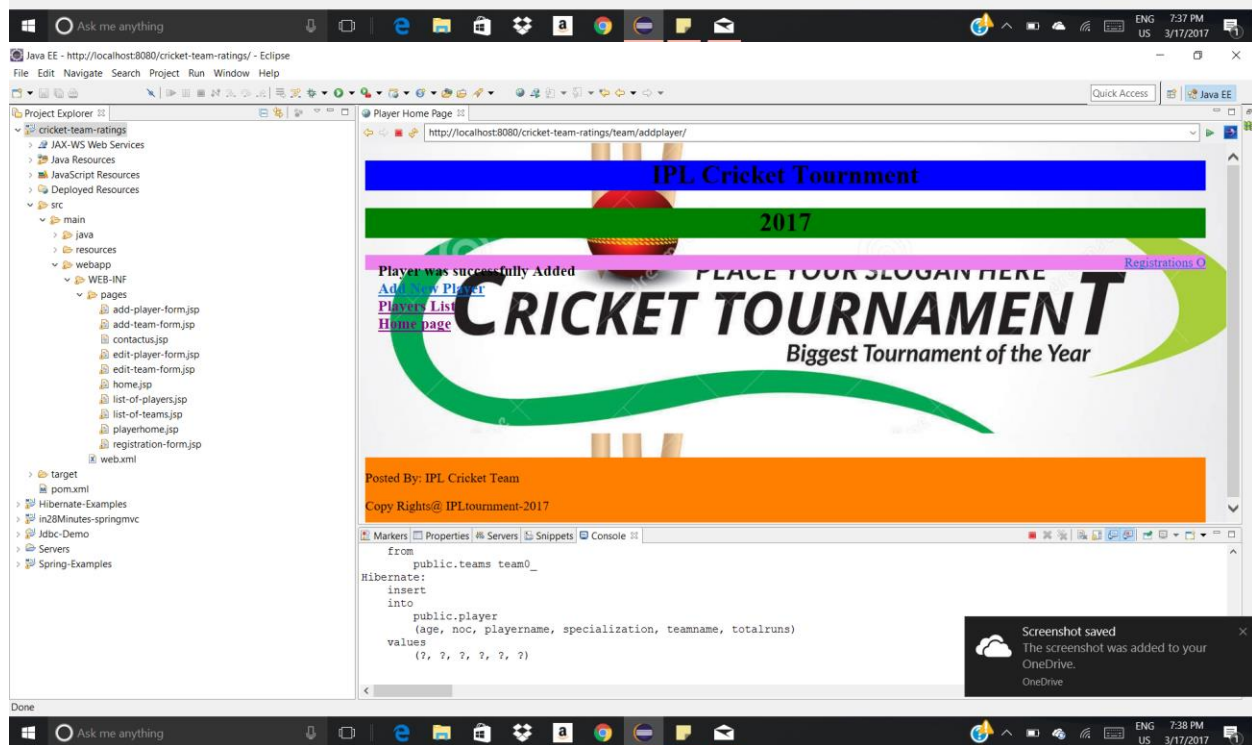 Ask me anything
ENG 7:37 PM
US 3/17/2017
Java EE - http://localhost:8080/cricket-team-ratings/ - Eclipse
File Edit Navigate Search Project Run Window Help
Quick Access
Java EE
Project Explorer
cricket-team-ratings
JAX-WS Web Services
Java Resources
JavaScript Resources
Deployed Resources
src
main
java
resources
webapp
WEB-INF
pages
add-player-form.jsp
add-team-form.jsp
contactus.jsp
edit-player-form.jsp
edit-team-form.jsp
home.jsp
list-of-players.jsp
list-of-teams.jsp
playerhome.jsp
registration-form.jsp
web.xml
target
pom.xml
Hibernate-Examples
in28Minutes-springmvc
Jdbc-Demo
Servers
Spring-Examples
Player Home Page
http://localhost:8080/cricket-team-ratings/team/addplayer/
IPL Cricket Tournment
2017
Registrations O
Player was successfully Added
Add New Player
Players List
Home page
PLACE YOUR SLOGAN HERE
CRICKET TOURNAMENT
Biggest Tournament of the Year
Posted By: IPL Cricket Team
Copy Rights@ IPLtournment-2017
Markers Properties Servers Snippets Console
from
public.teams team0_
Hibernate:
insert
into
public.player
(age, noc, playername, specialization, teamname, totalruns)
values
(?, ?, ?, ?, ?, ?)
Screenshot saved
The screenshot was added to your
OneDrive.
OneDrive
Done
Ask me anything
ENG 7:38 PM
US 3/17/2017